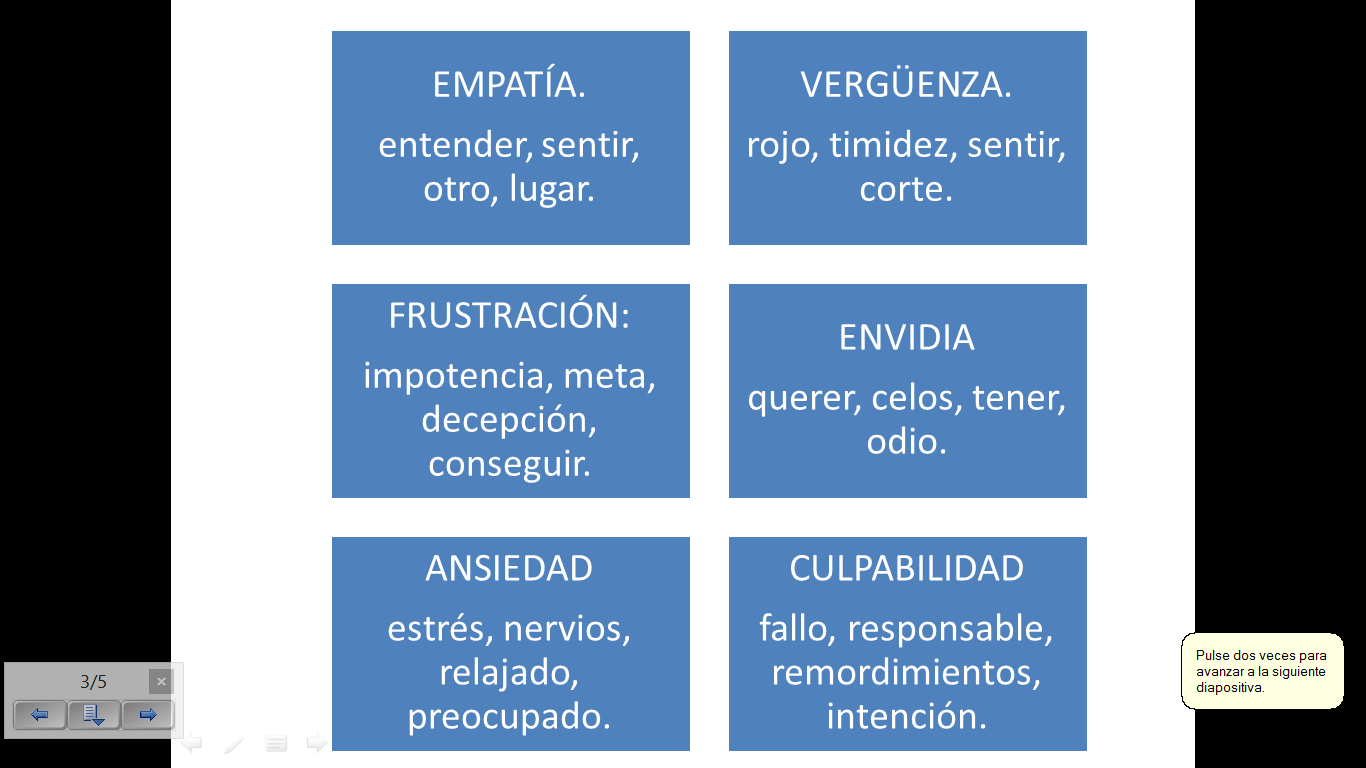 EMPATÍA.
entender, sentir,
otro, lugar.
VERGÜENZA.
rojo, timidez, sentir,
corte.
FRUSTRACIÓN:
impotencia, meta,
decepción,
conseguir.
ENVIDIA
querer, celos, tener,
odio.
ANSIEDAD
estrés, nervios,
relajado,
preocupado.
CULPABILIDAD
fallo, responsable,
remordimientos,
intención.
3/5
Pulse dos veces para
avanzar a la siguiente
diapositiva.